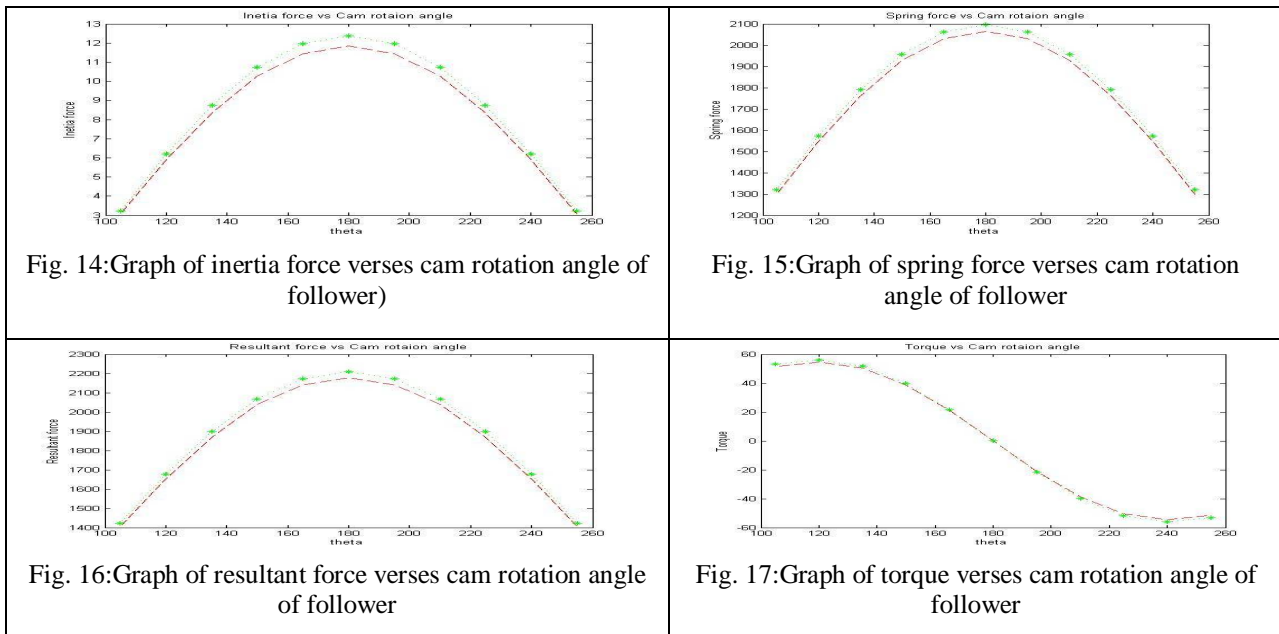 Inetia force vs Cam rotaion angle
13
12
11
10
9
8
7
6
5
4
3
Inetia force
100 120 140 160 180 200 220 240 260
theta
Fig. 14:Graph of inertia force verses cam rotation angle of
follower)
Spring force vs Cam rotaion angle
2100
2000
1900
1800
1700
1600
1500
1400
1300
1200
Spring force
100 120 140 160 180 200 220 240 260
theta
Fig. 15:Graph of spring force verses cam rotation
angle of follower
Resultant force vs Cam rotaion angle
2300
2200
2100
2000
1900
1800
1700
1600
1500
1400
Resultant force
100 120 140 160 180 200 220 240 260
theta
Fig. 16:Graph of resultant force verses cam rotation angle
of follower
Torque vs Cam rotaion angle
60
40
20
0
-20
-40
-60
Torque
100 120 140 160 180 200 220 240 260
theta
Fig. 17:Graph of torque verses cam rotation angle of
follower